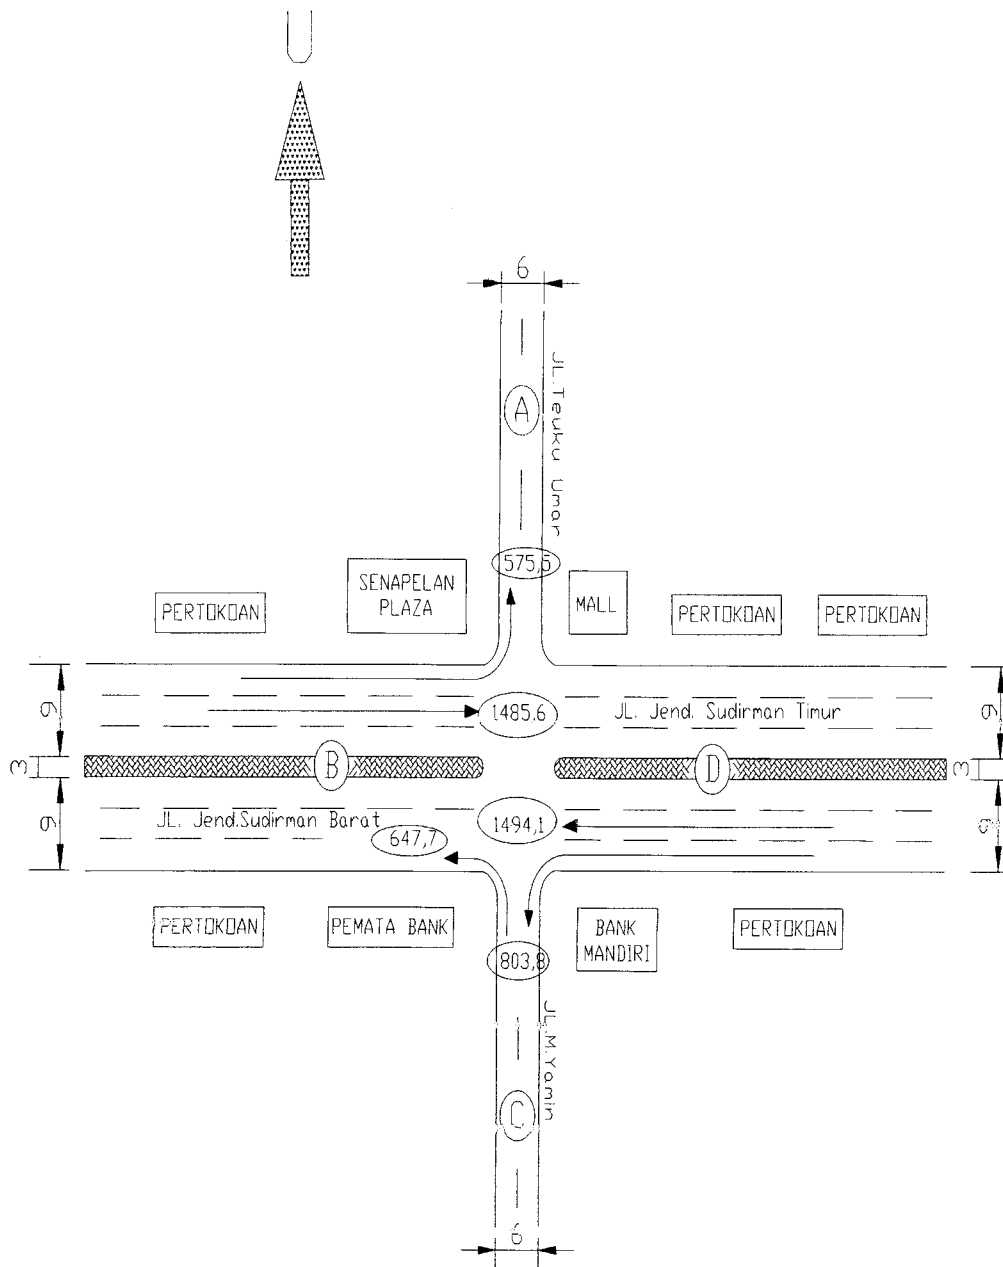 U
6
JL.Teuku Umar
A
575,5
SENAPELAN
PLAZA
MALL
PERTOKOAN
PERTOKOAN
PERTOKOAN
9
9
1485.6
JL. Jend. Sudirman Timur
3
B
D
3
9
9
JL. Jend.Sudirman Barat
1494,1
647,7
PERTOKOAN
PEMATA BANK
BANK
MANDIRI
PERTOKOAN
803,8
JL.M.Yamin
C
6